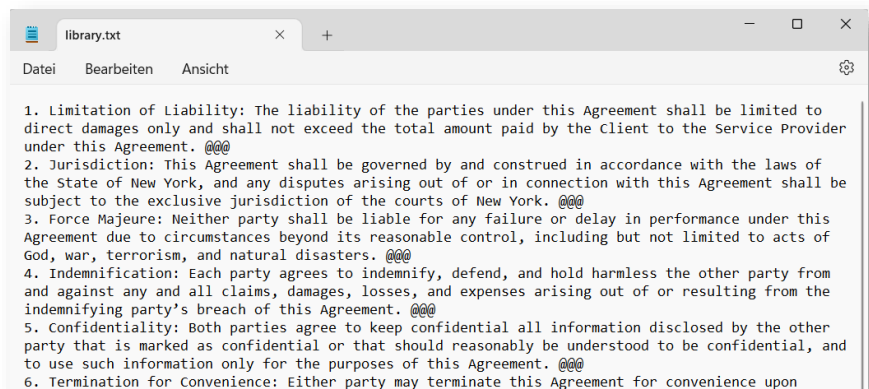 library.txt
Datei Bearbeiten Ansicht
1. Limitation of Liability: The liability of the parties under this Agreement shall be limited to
direct damages only and shall not exceed the total amount paid by the Client to the Service Provider
under this Agreement. @@@
2. Jurisdiction: This Agreement shall be governed by and construed in accordance with the laws of
the State of New York, and any disputes arising out of or in connection with this Agreement shall be
subject to the exclusive jurisdiction of the courts of New York. @@@
3. Force Majeure: Neither party shall be liable for any failure or delay in performance under this
Agreement due to circumstances beyond its reasonable control, including but not limited to acts of
God, war, terrorism, and natural disasters. @@@
4. Indemnification: Each party agrees to indemnify, defend, and hold harmless the other party from
and against any and all claims, damages, losses, and expenses arising out of or resulting from the
indemnifying party’s breach of this Agreement. @@@
5. Confidentiality: Both parties agree to keep confidential all information disclosed by the other
party that is marked as confidential or that should reasonably be understood to be confidential, and
to use such information only for the purposes of this Agreement. @@@
6. Termination for Convenience: Either party may terminate this Agreement for convenience upon